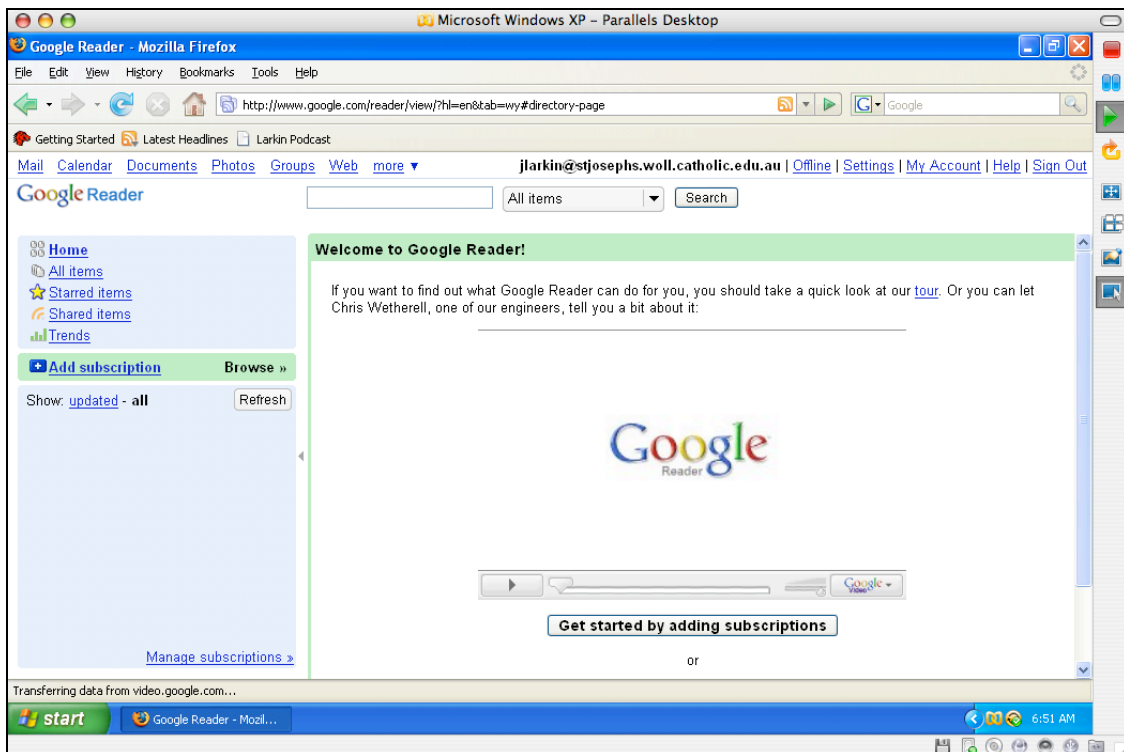 Microsoft Windows XP – Parallels Desktop
Google Reader - Mozilla Firefox
File Edit View History Bookmarks Tools Help
http://www.google.com/reader/view/?hl=en&tab=wy#directory-page
G Google
Getting Started Latest Headlines Larkin Podcast
Mail Calendar Documents Photos Groups Web more ▼ jlarkin@stjosephs.woll.catholic.edu.au | Offline | Settings | My Account | Help | Sign Out
Google Reader
All items Search
Home
All items
Starred items
Shared items
Trends
Add subscription Browse »
Show: updated - all Refresh
Manage subscriptions »
Welcome to Google Reader!
If you want to find out what Google Reader can do for you, you should take a quick look at our tour. Or you can let
Chris Wetherell, one of our engineers, tell you a bit about it:
Google
Reader
Google
Video
Get started by adding subscriptions
or
Transferring data from video.google.com...
start Google Reader - Mozil... 6:51 AM